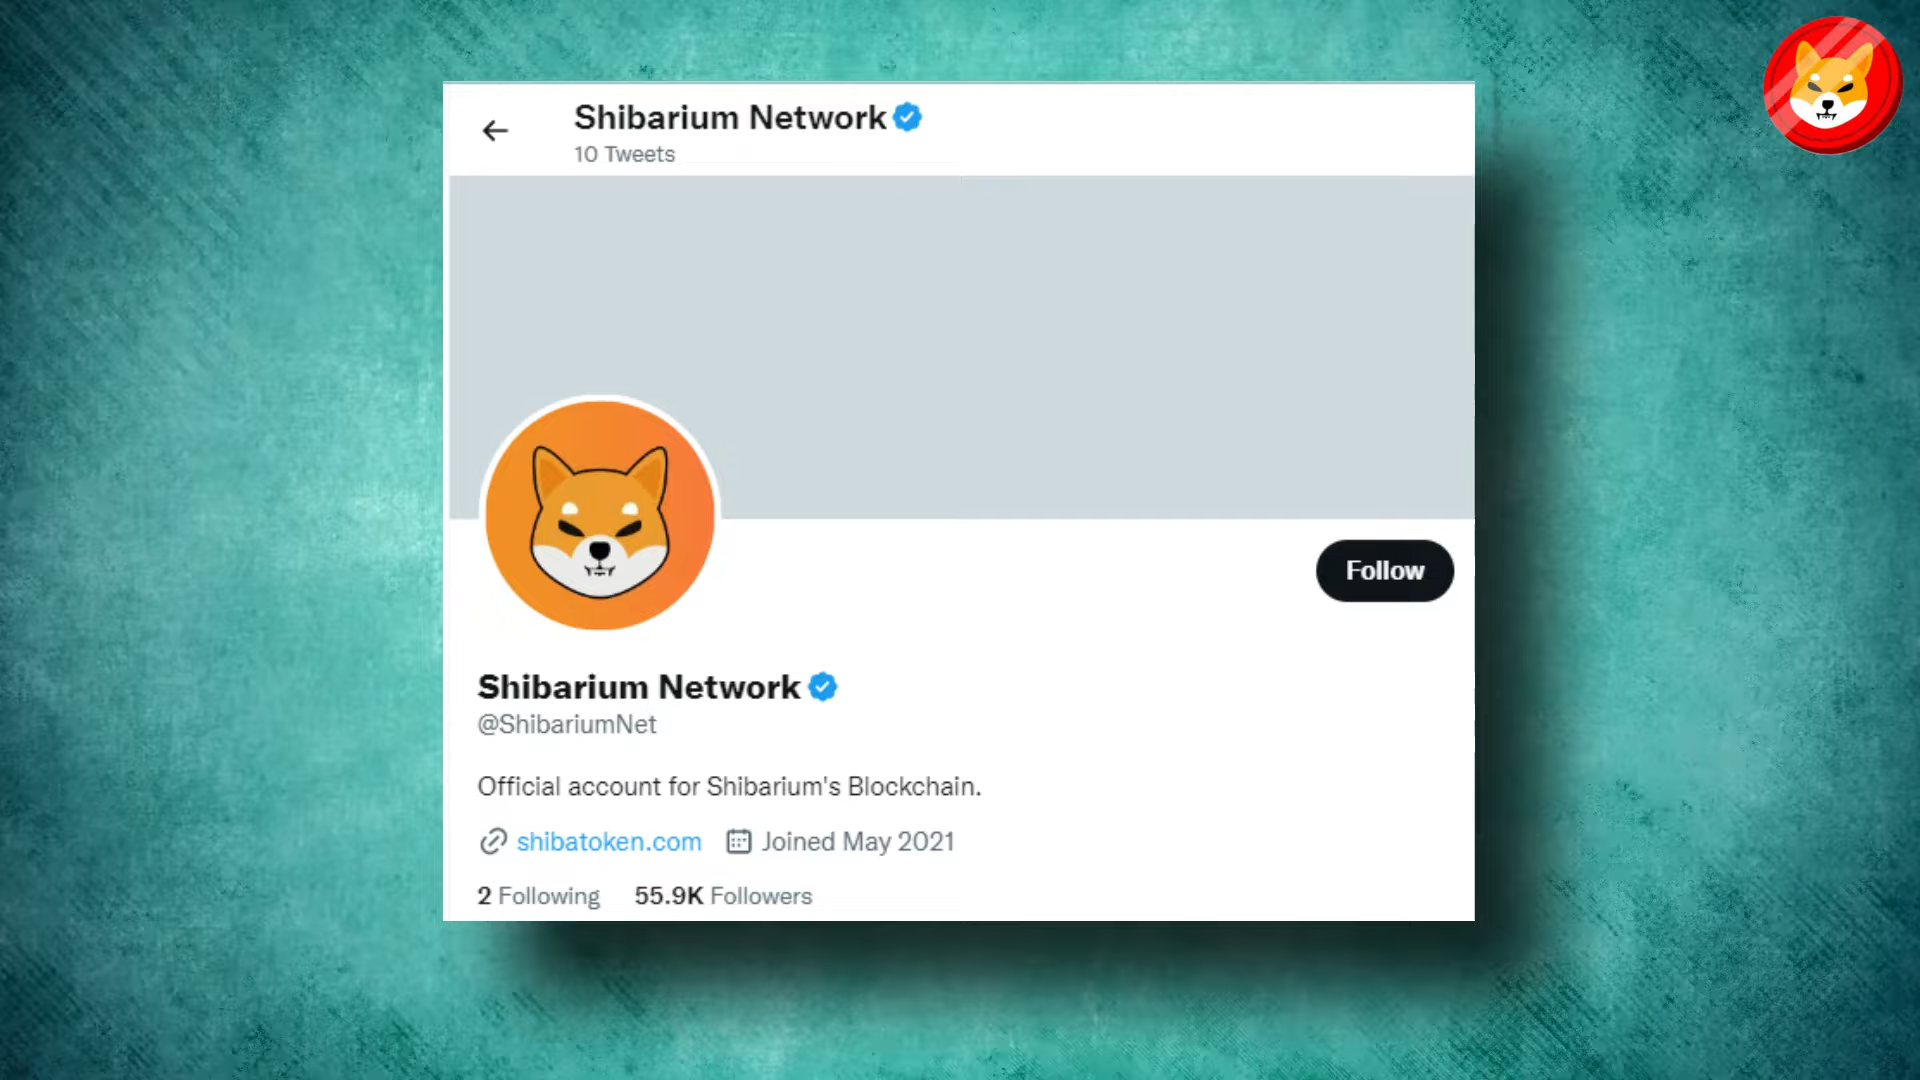 Shibarium Network
10 Tweets
Follow
Shibarium Network
@ShibariumNet
Official account for Shibarium's Blockchain.
shibatoken.com Joined May 2021
2 Following 55.9K Followers